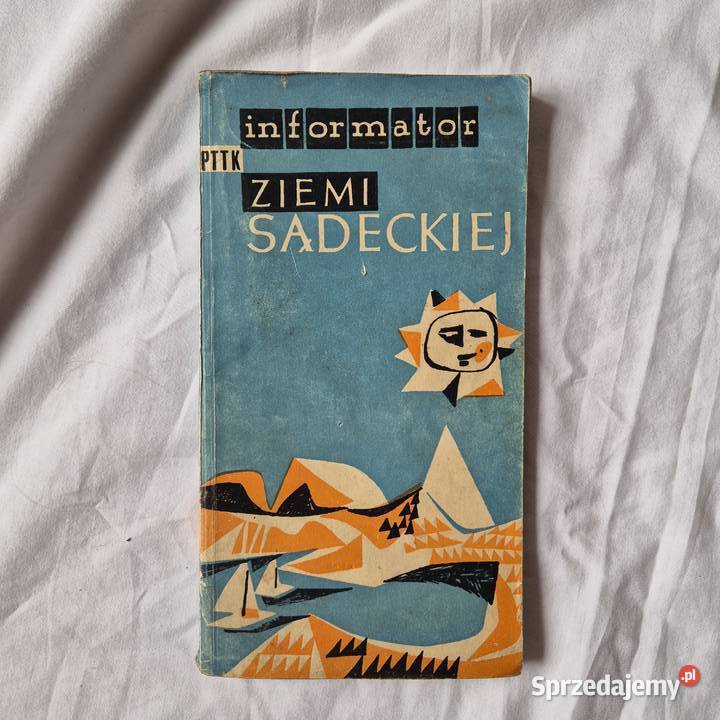 informator
PTTK
ZIEMI
SĄDECKIEJ
Sprzedajemy.pl